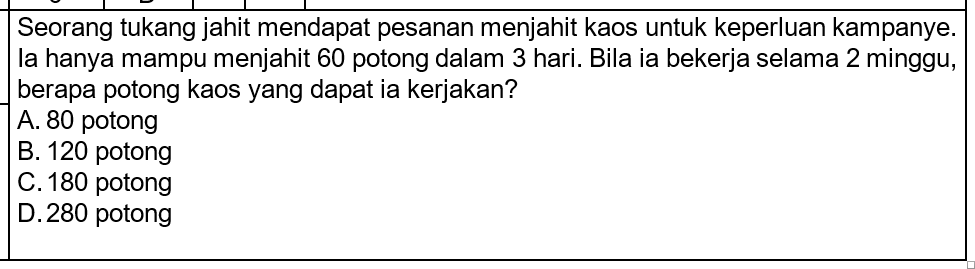 Seorang tukang jahit mendapat pesanan menjahit kaos untuk keperluan kampanye.
Ia hanya mampu menjahit 60 potong dalam 3 hari. Bila ia bekerja selama 2 minggu,
berapa potong kaos yang dapat ia kerjakan?
A. 80 potong
B. 120 potong
C. 180 potong
D. 280 potong